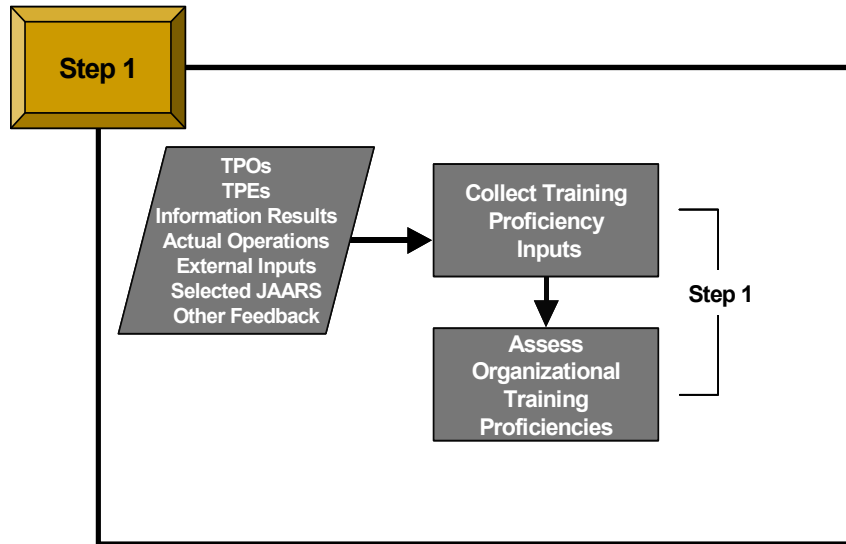 Step 1
TPOs
TPEs
Information Results
Actual Operations
External Inputs
Selected JAARS
Other Feedback
Collect Training
Proficiency
Inputs
Assess
Organizational
Training
Proficiencies
Step 1